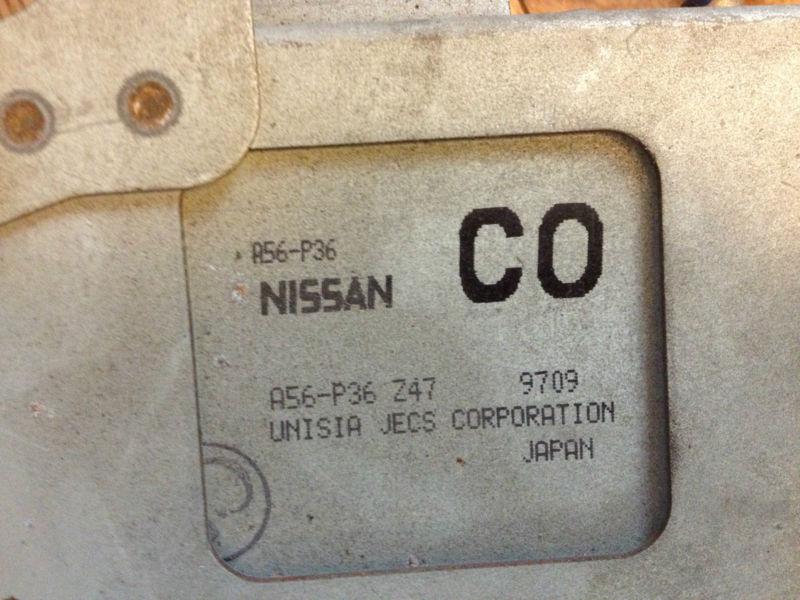 A56-P36
NISSAN
CO
A56-P36 Z47 9709
UNISIA JECS CORPORATION
JAPAN